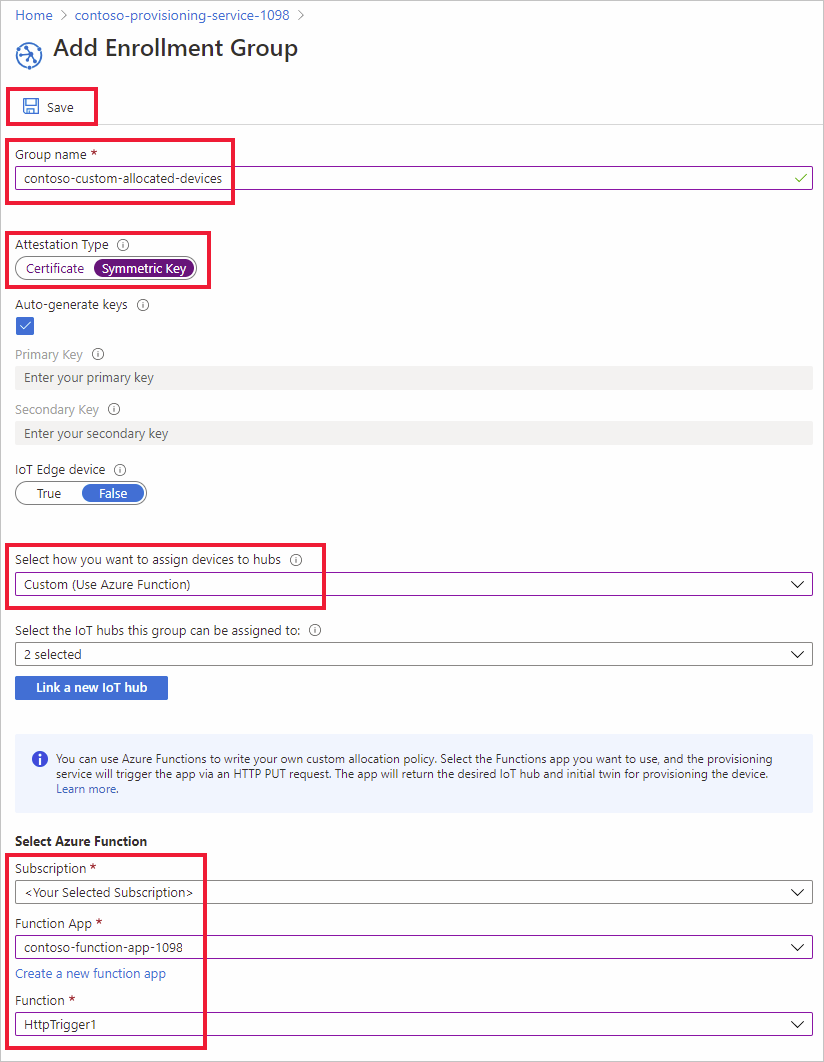 Home > contoso-provisioning-service-1098 >
Add Enrollment Group
Save
Group name *
contoso-custom-allocated-devices
Attestation Type
Certificate Symmetric Key
Auto-generate keys
Primary Key
Enter your primary key
Secondary Key
Enter your secondary key
IoT Edge device
True False
Select how you want to assign devices to hubs
Custom (Use Azure Function)
Select the IoT hubs this group can be assigned to:
2 selected
Link a new IoT hub
You can use Azure Functions to write your own custom allocation policy. Select the Functions app you want to use, and the provisioning
service will trigger the app via an HTTP PUT request. The app will return the desired IoT hub and initial twin for provisioning the device.
Learn more.
Select Azure Function
Subscription *
<Your Selected Subscription>
Function App *
contoso-function-app-1098
Create a new function app
Function *
HttpTrigger1